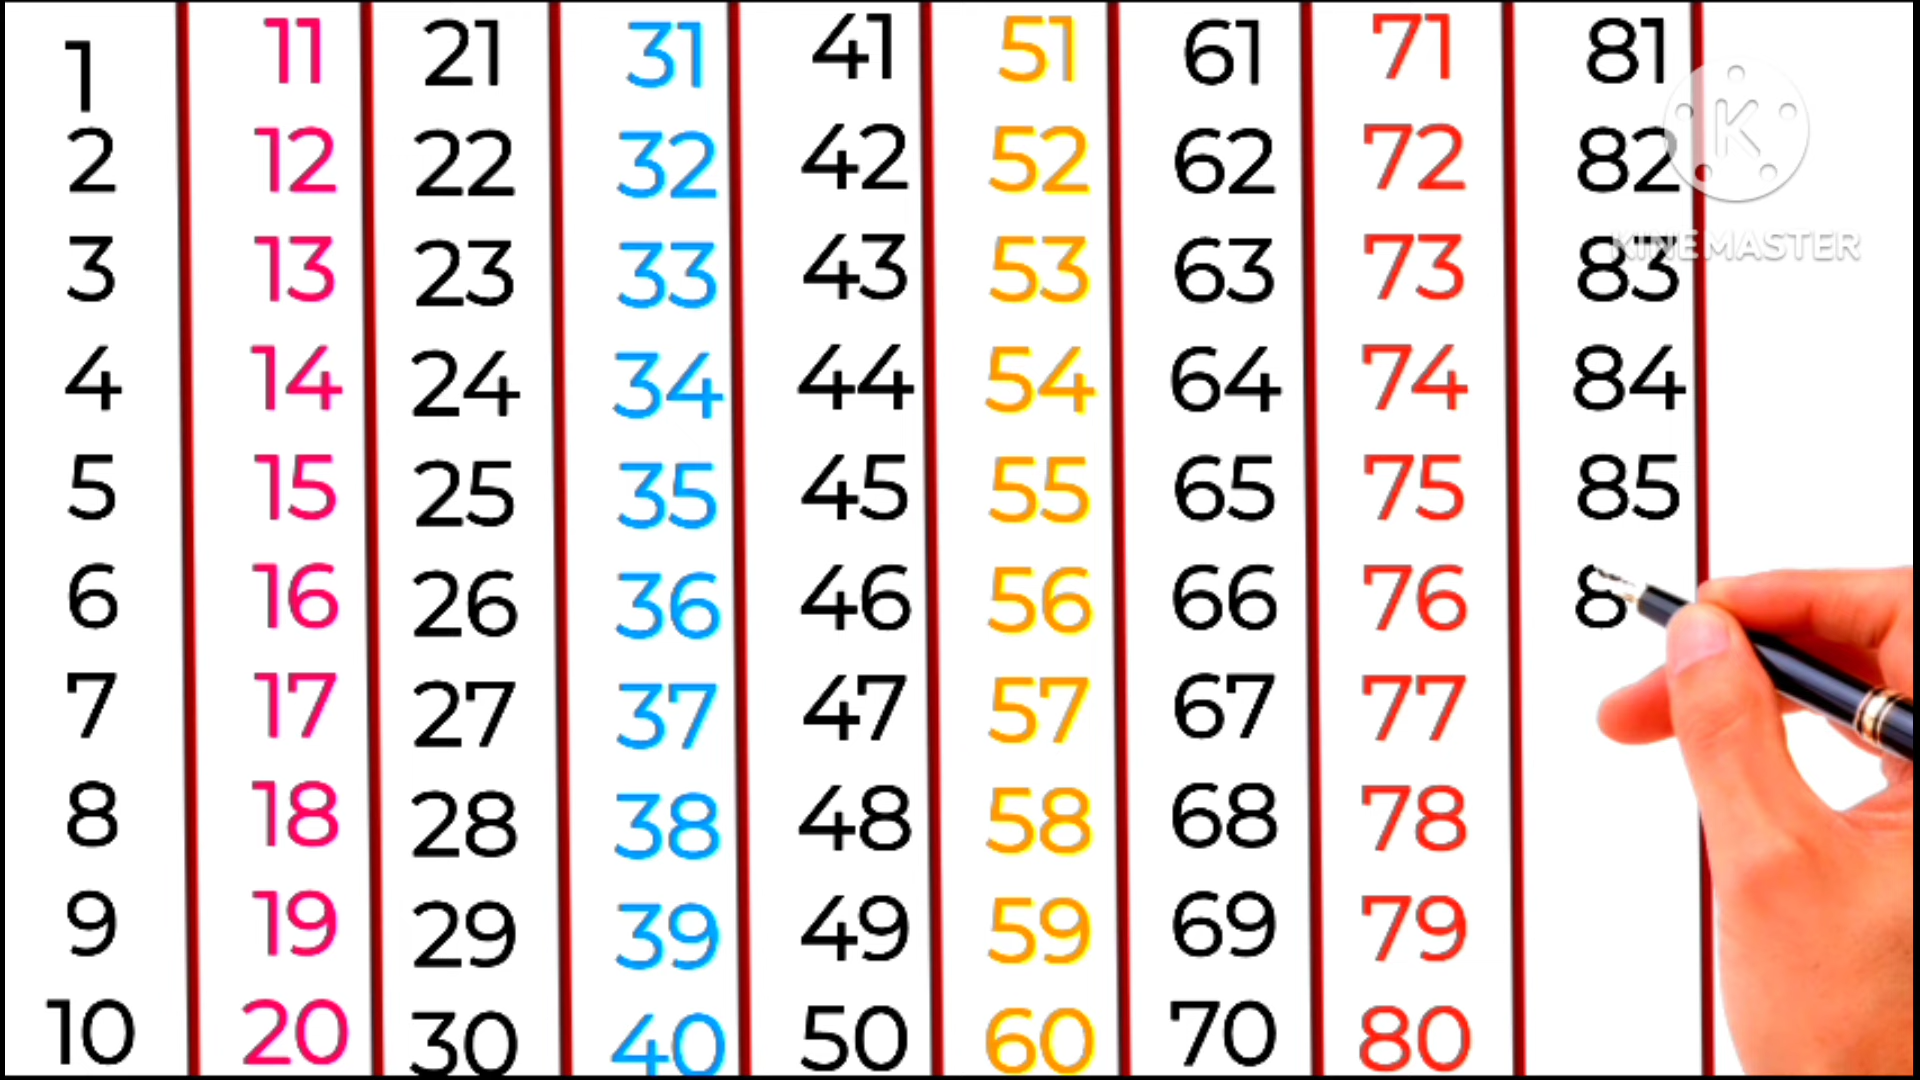 1 11 21 31 41 51 61 71 81
2 12 22 32 42 52 62 72 82
3 13 23 33 43 53 63 73 83
4 14 24 34 44 54 64 74 84
5 15 25 35 45 55 65 75 85
6 16 26 36 46 56 66 76 8
7 17 27 37 47 57 67 77
8 18 28 38 48 58 68 78
9 19 29 39 49 59 69 79
10 20 30 40 50 60 70 80
K
KINEMASTER